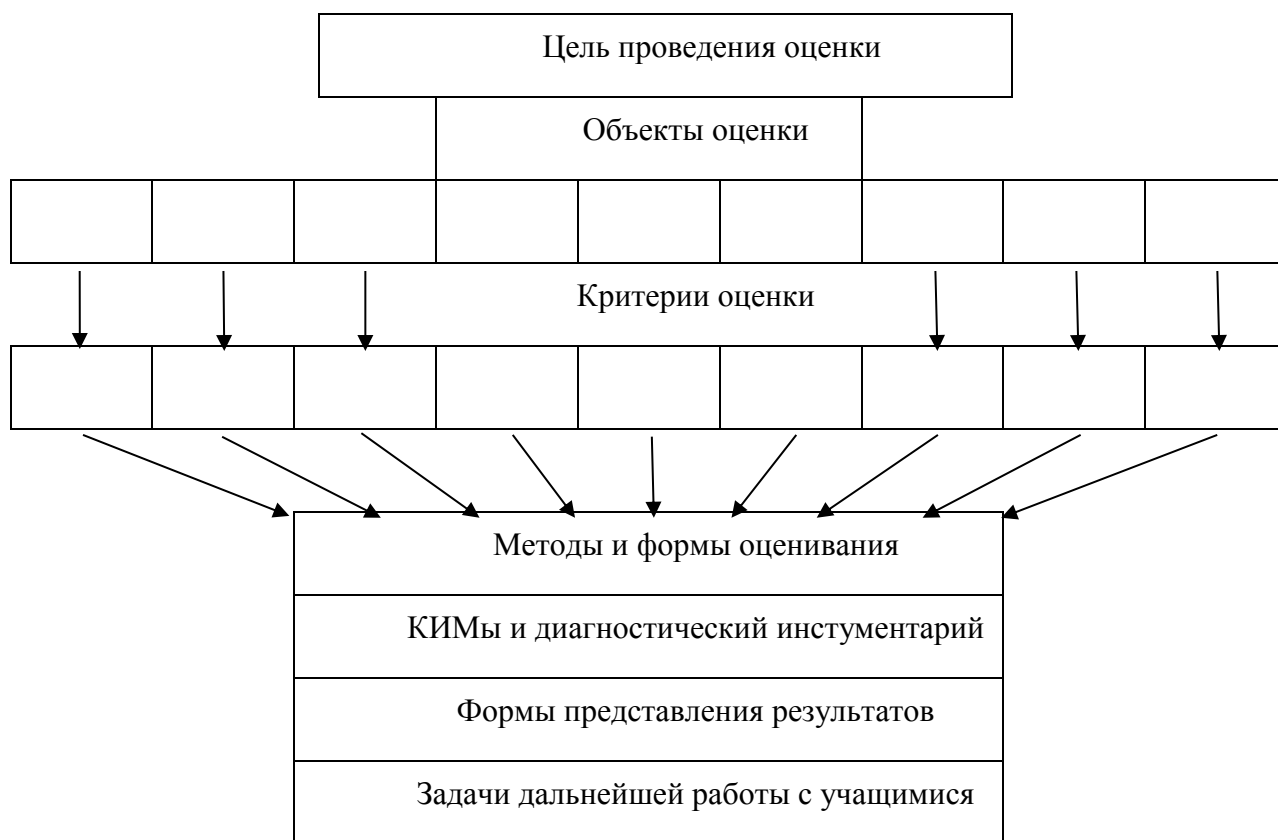 Цель проведения оценки
Объекты оценки
Критерии оценки
Методы и формы оценивания
КИМы и диагностический инстументарий
Формы представления результатов
Задачи дальнейшей работы с учащимися